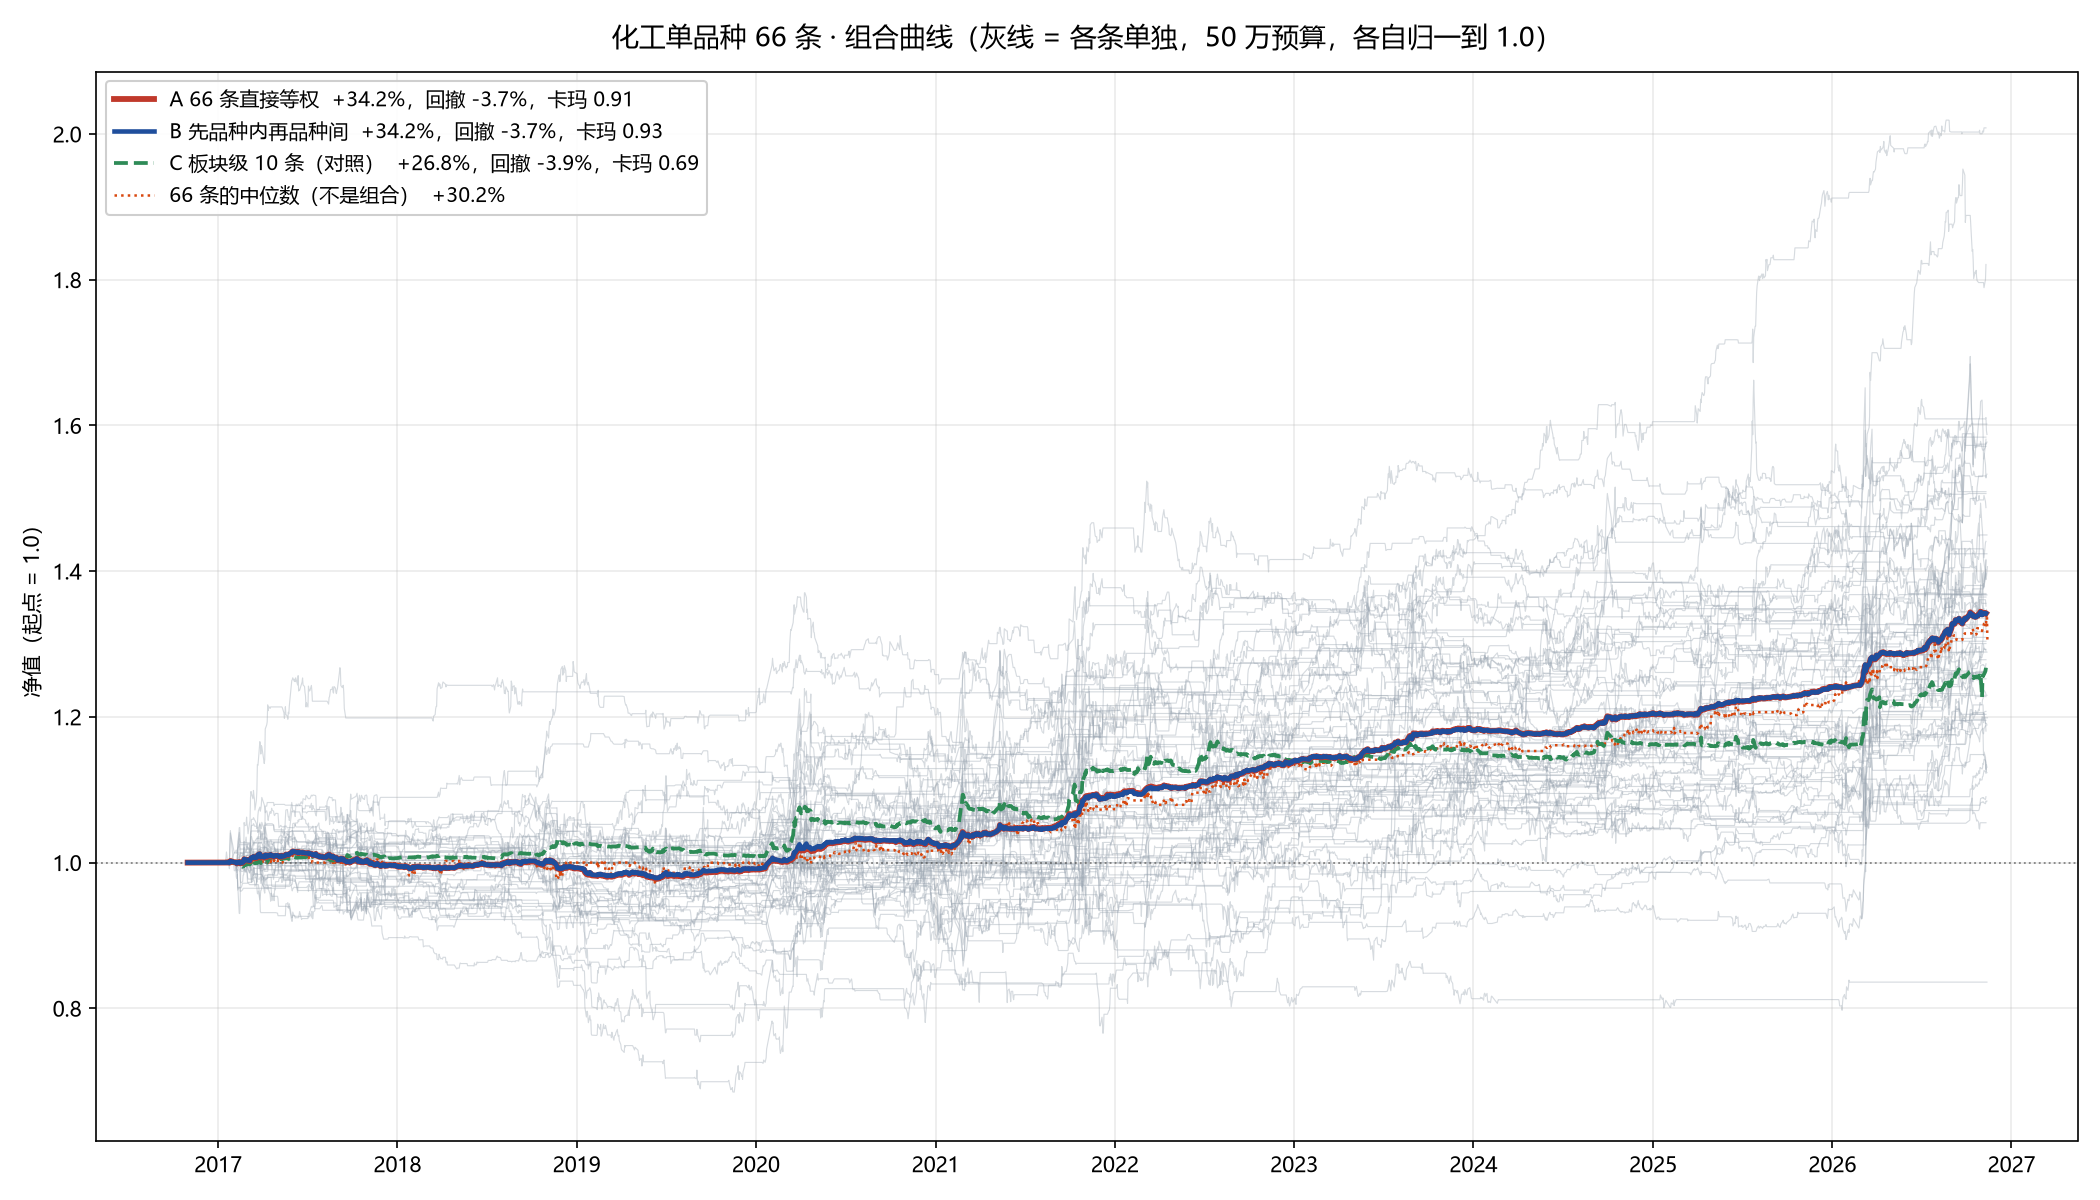 化工单品种 66 条 · 组合曲线（灰线 = 各条单独，50 万预算，各自归一到 1.0）
A 66 条直接等权  +34.2%，回撤 -3.7%，卡玛 0.91
B 先品种内再品种间  +34.2%，回撤 -3.7%，卡玛 0.93
C 板块级 10 条（对照）  +26.8%，回撤 -3.9%，卡玛 0.69
66 条的中位数（不是组合）  +30.2%
净值（起点 = 1.0）
2.0
1.8
1.6
1.4
1.2
1.0
0.8
2017 2018 2019 2020 2021 2022 2023 2024 2025 2026 2027